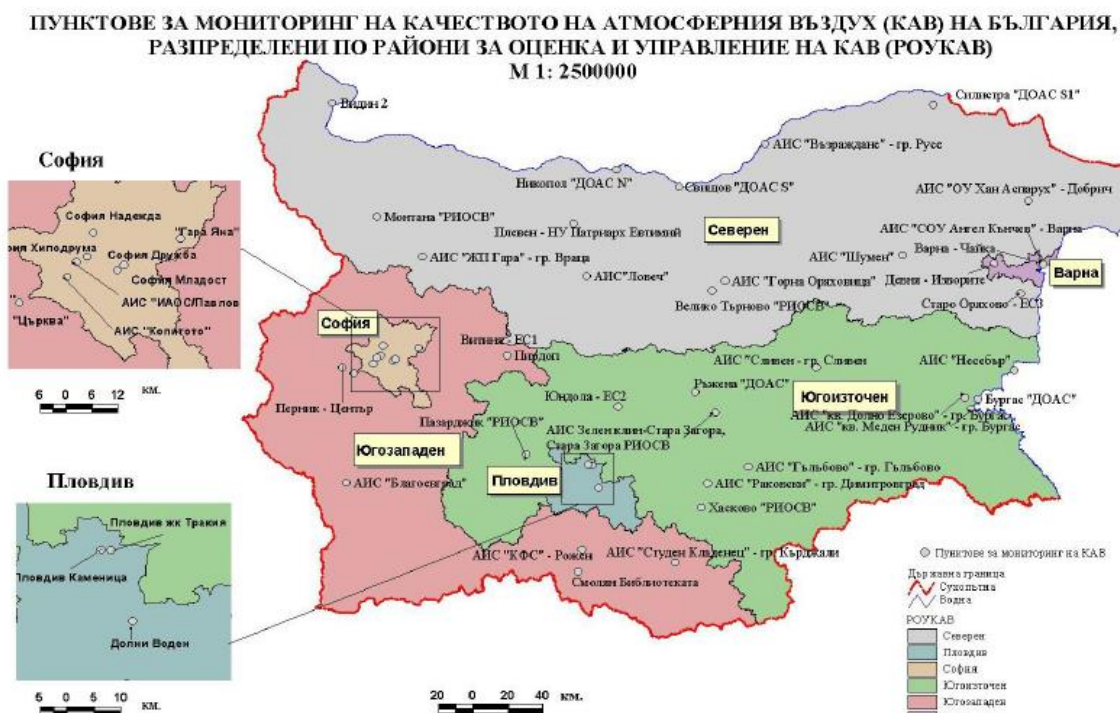 ПУНКТОВЕ ЗА МОНИТОРИНГ НА КАЧЕСТВОТО НА АТМОСФЕРНИЯ ВЪЗДУХ (КАВ) НА БЪЛГАРИЯ,
РАЗПРЕДЕЛЕНИ ПО РАЙОНИ ЗА ОЦЕНКА И УПРАВЛЕНИЕ НА КАВ (РОУКАВ)
М 1: 2500000
Видин 2
Силистра "ДОАС S1"
АИС "Възраждане" - гр. Русе
Никопол "ДОАС N"
Свищов "ДОАС S"
АИС "ОУ Хан Аспарух" - Добрич
Монтана "РИОСВ"
Плевен - НУ Патриарх Евтимий
Северен
АИС "СОУ Ангел Кънчев" - Варна
Варна - Чайка
АИС "ЖП Гара" - гр. Враца
АИС "Шумен"
АИС "Ловеч"
АИС "Горна Оряховица"
Девня - Изворите
Варна
Велико Търново "РИОСВ"
Старо Оряхово - ЕС3
София
София Надежда
"Гара Яна"
рия Хиподрума
София Дружба
София Младост
АИС "ИАОС/Павлов
"Църква"
АИС "Копитото"
6 0 6 12 км.
София
Витиня - ЕС1
Пирдоп
АИС "Сливен - гр. Сливен
АИС "Несебър"
Перник - Център
Ръжена "ДОАС"
Югоизточен
Бургас "ДОАС"
Юндола - ЕС2
АИС "кв. Долно Езерово" - гр. Бургас
АИС "кв. Меден Рудник" - гр. Бургас
Пазарджик "РИОСВ"
АИС Зелен клин-Стара Загора,
Стара Загора РИОСВ
Югозападен
Пловдив
АИС "Гълъбово" - гр. Гълъбово
АИС "Благоевград"
АИС "Раковски" - гр. Димитровград
Хасково "РИОСВ"
АИС "КФС" - Рожен
АИС "Студен Кладенец" - гр. Кърджали
Смолян Библиотеката
Пловдив
Пловдив жк Тракия
Пловдив Каменица
Долни Воден
5 0 5 10 км.
20 0 20 40 км.
Пунктове за мониторинг на КАВ
Държавна граница
Сухопътна
Водна
РОУКАВ
Северен
Пловдив
София
Югоизточен
Югозападен